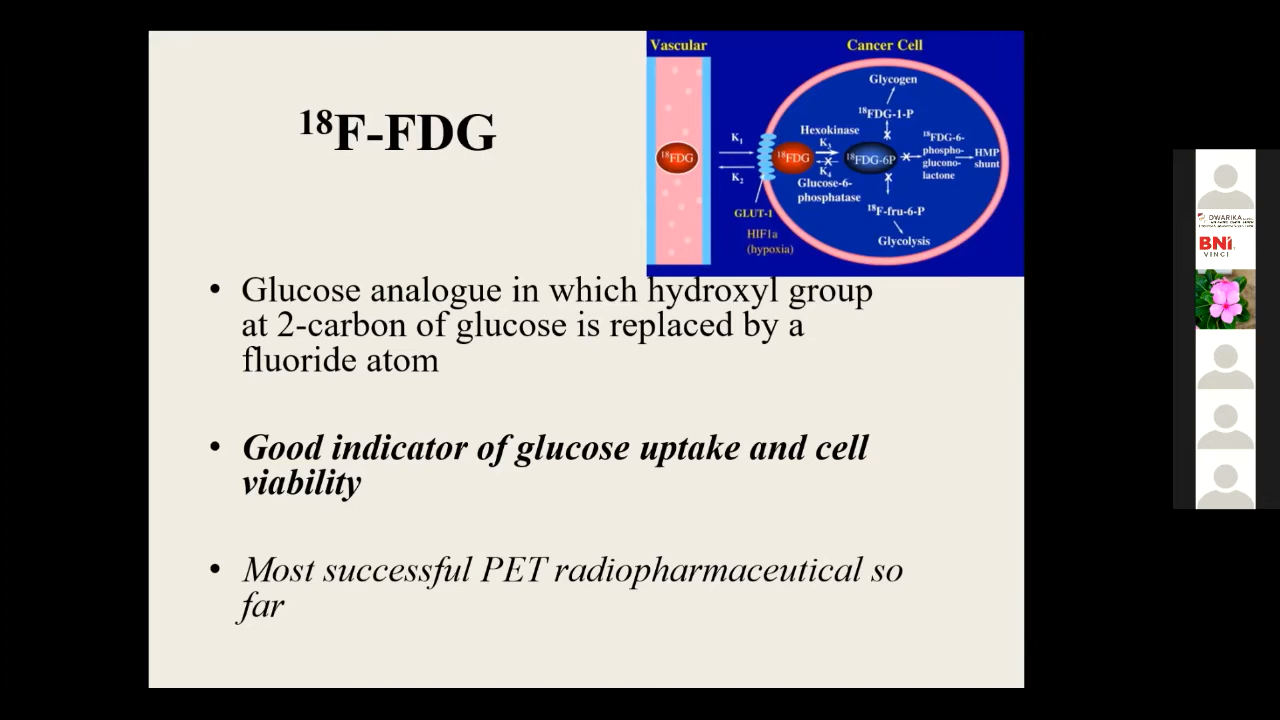 ¹⁸F-FDG
Vascular
Cancer Cell
Glycogen
¹⁸FDG-1-P
Hexokinase
K₁
K₂
K₃
K₄
¹⁸FDG
¹⁸FDG
¹⁸FDG-6P
¹⁸FDG-6-
phospho-
glucono-
lactone
HMP
shunt
Glucose-6-
phosphatase
GLUT-1
HIF1a
(hypoxia)
¹⁸F-fru-6-P
Glycolysis
• Glucose analogue in which hydroxyl group
at 2-carbon of glucose is replaced by a
fluoride atom
• Good indicator of glucose uptake and cell
viability
• Most successful PET radiopharmaceutical so
far
DWARIKA
BNI
VINCI